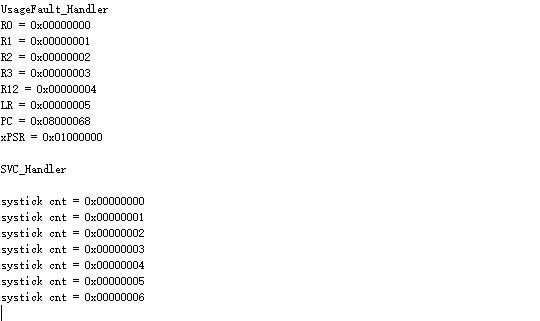 UsageFault_Handler
R0 = 0x00000000
R1 = 0x00000001
R2 = 0x00000002
R3 = 0x00000003
R12 = 0x00000004
LR = 0x00000005
PC = 0x08000068
xPSR = 0x01000000
SVC_Handler
systick cnt = 0x00000000
systick cnt = 0x00000001
systick cnt = 0x00000002
systick cnt = 0x00000003
systick cnt = 0x00000004
systick cnt = 0x00000005
systick cnt = 0x00000006